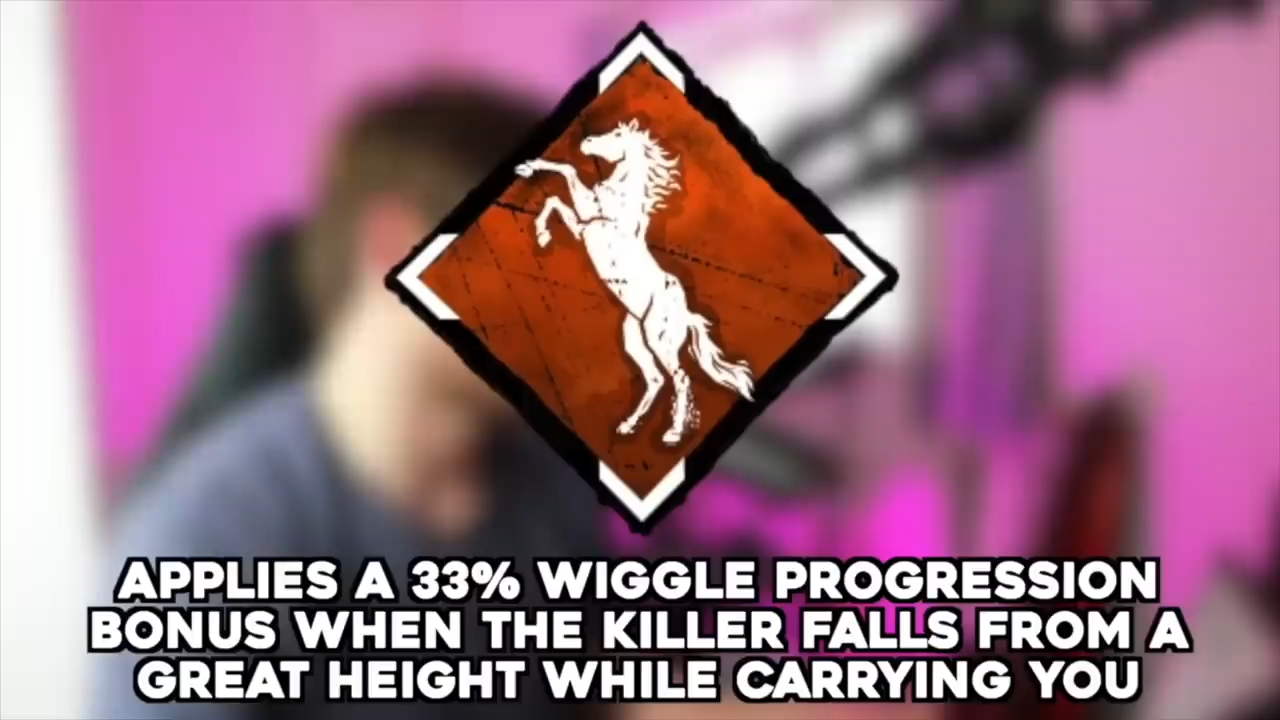 APPLIES A 33% WIGGLE PROGRESSION
BONUS WHEN THE KILLER FALLS FROM A
GREAT HEIGHT WHILE CARRYING YOU